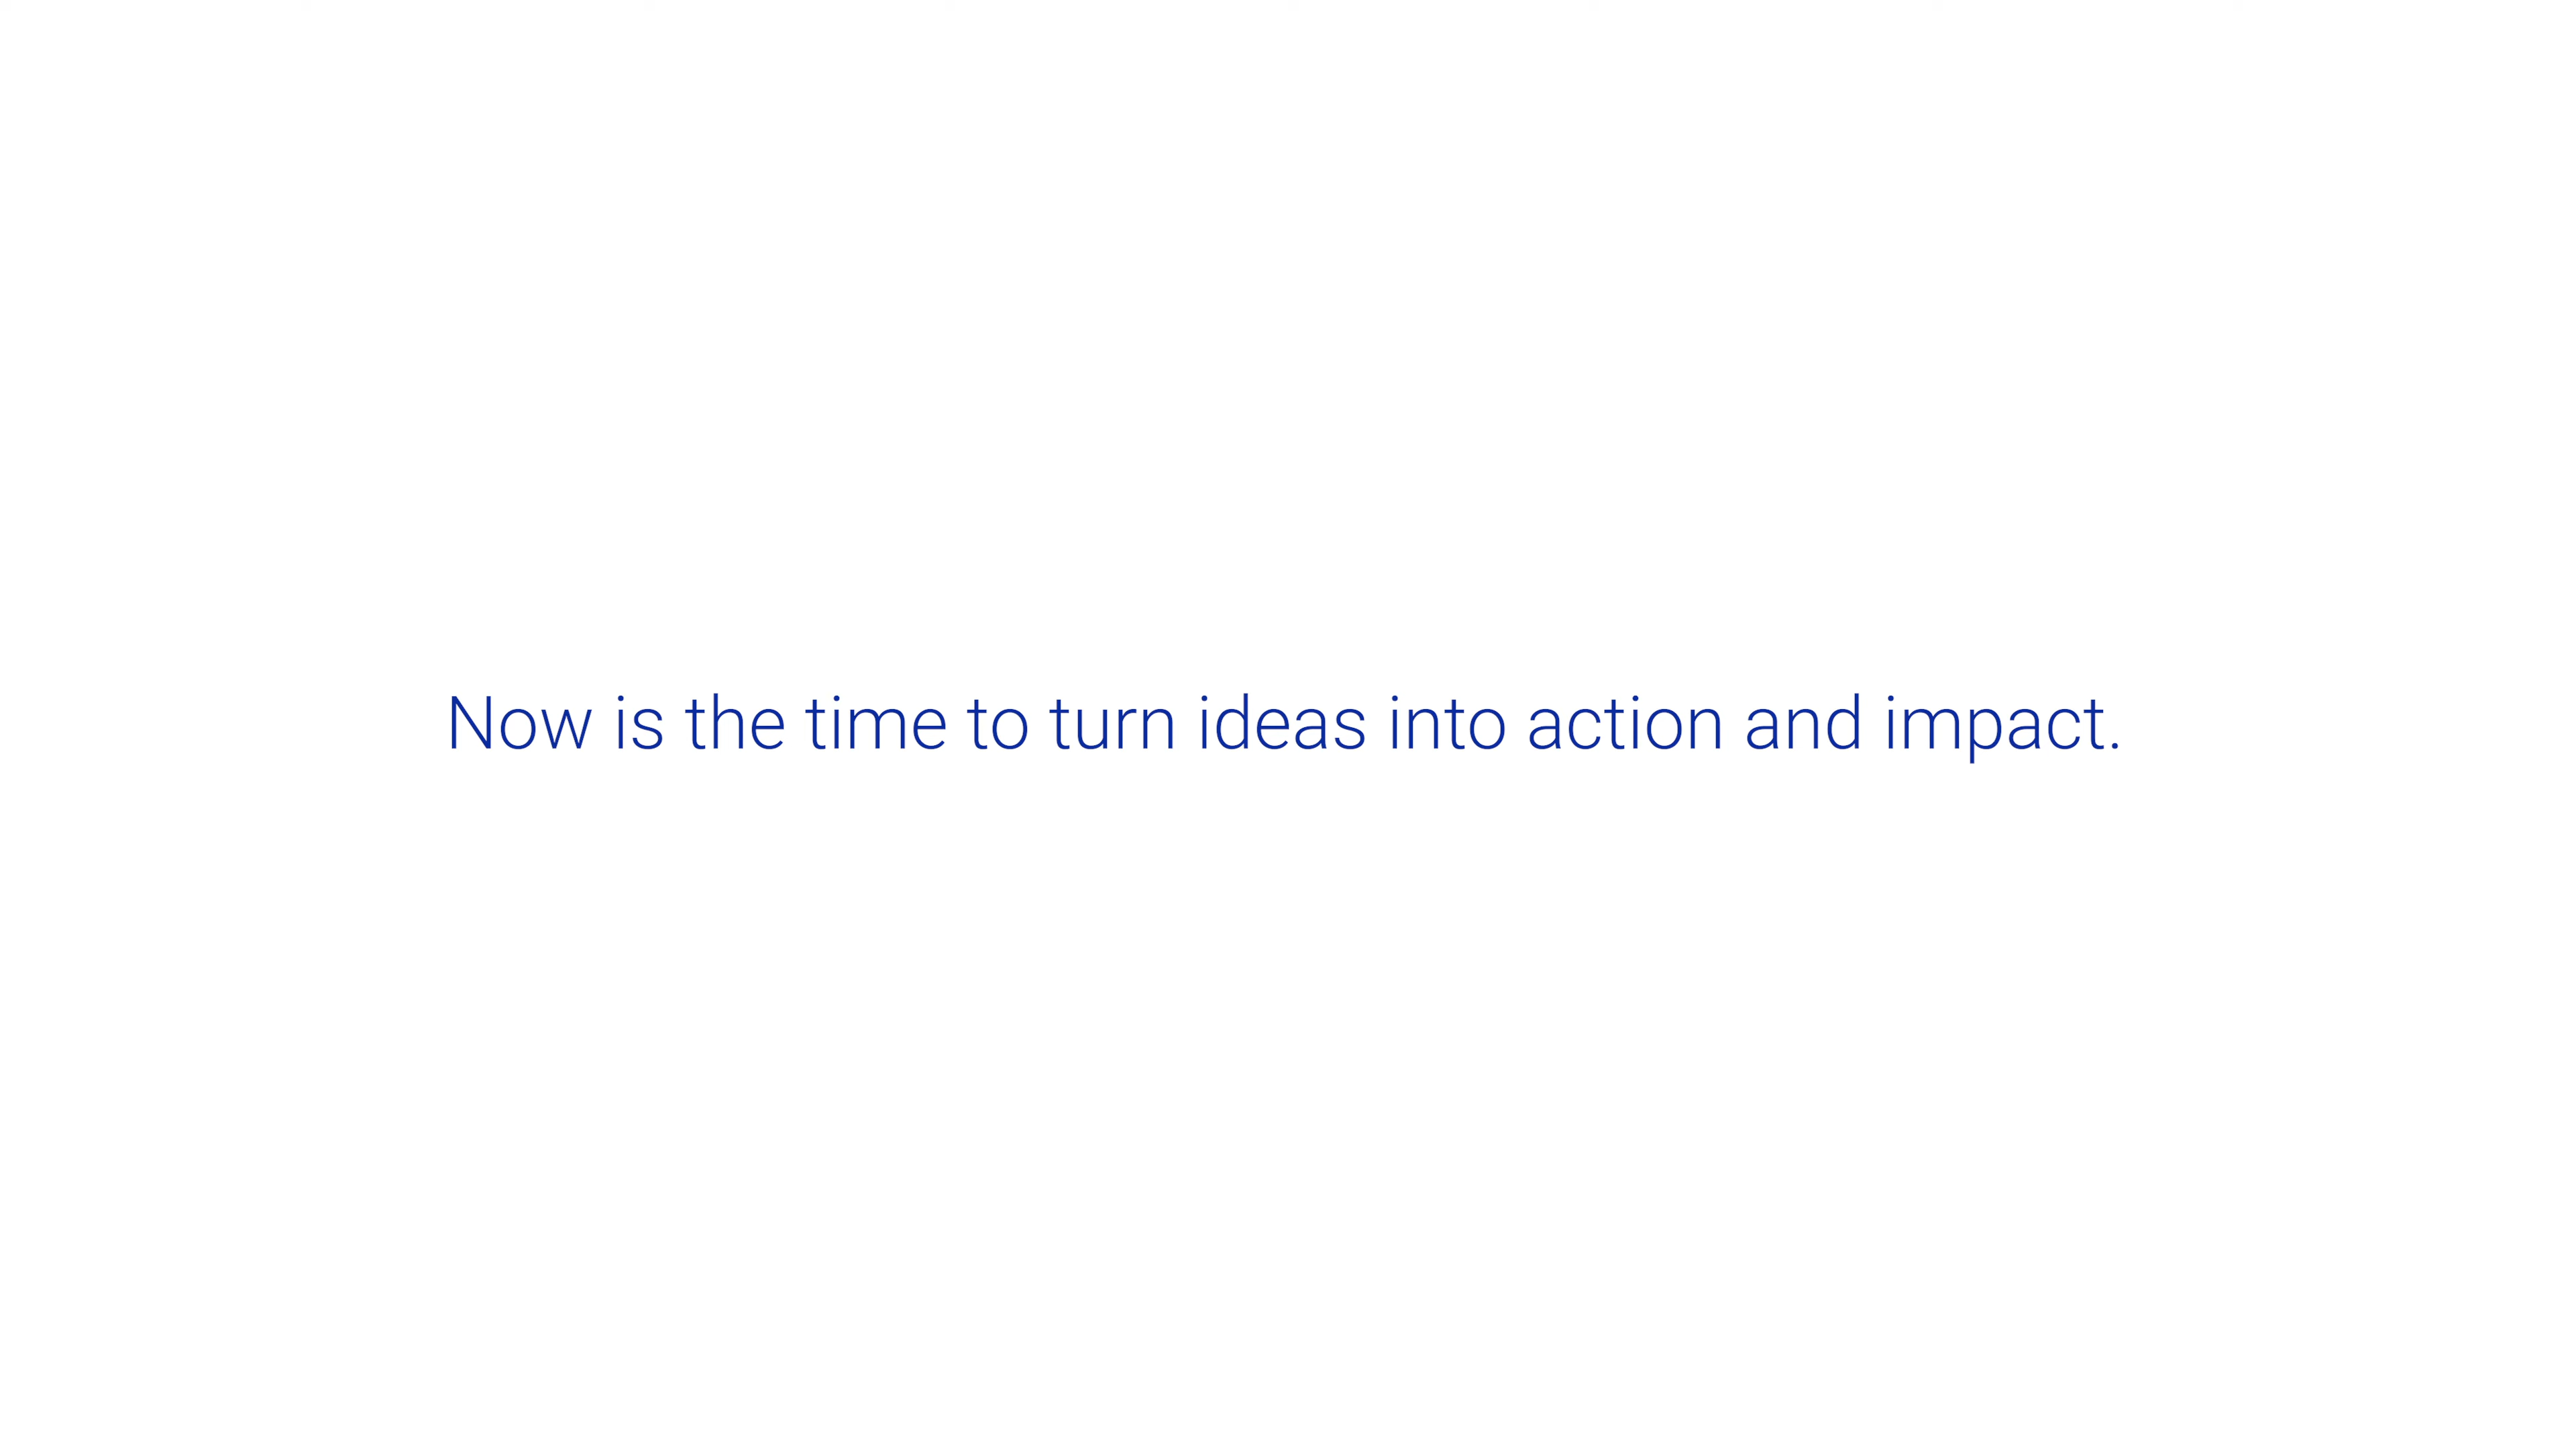 Now is the time to turn ideas into action and impact.